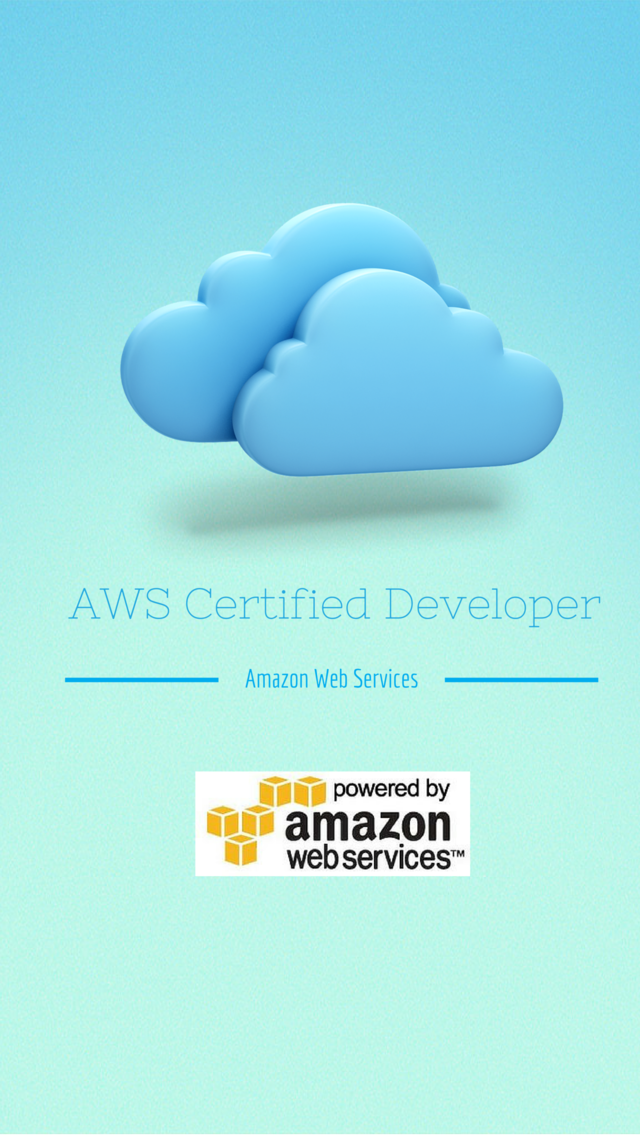 AWS Certified Developer
Amazon Web Services
powered by
amazon
web services™